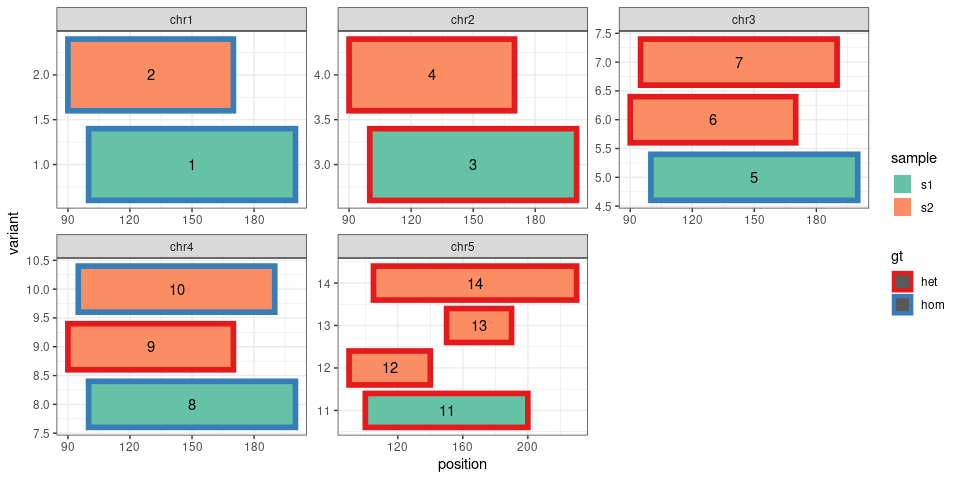 chr1
chr2
chr3
2.0
1.5
1.0
2
1
90 120 150 180
4.0
3.5
3.0
4
3
90 120 150 180
7.5
7.0
6.5
6.0
5.5
5.0
4.5
7
6
5
90 120 150 180
variant
chr4
chr5
10.5
10.0
9.5
9.0
8.5
8.0
7.5
10
9
8
90 120 150 180
14
13
12
11
14
13
12
11
120 160 200
position
sample
s1
s2
gt
het
hom